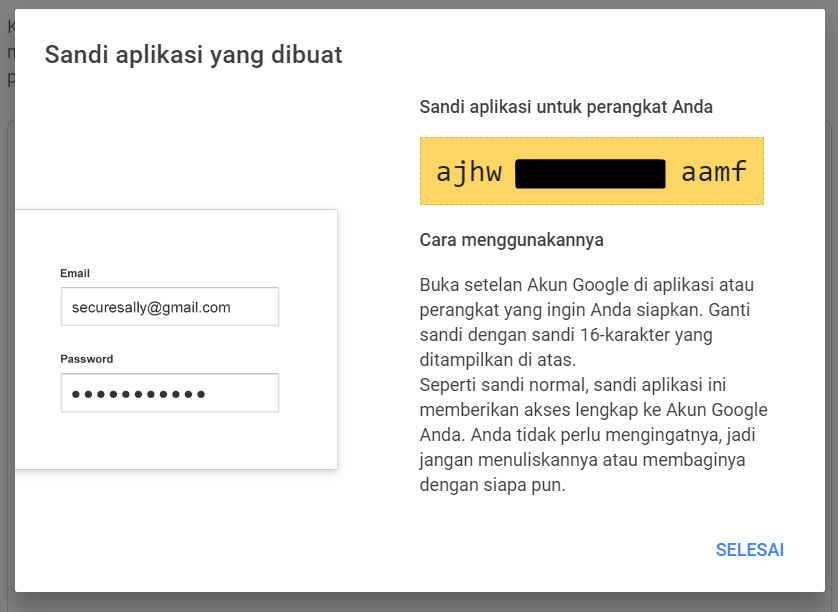 Sandi aplikasi yang dibuat
Sandi aplikasi untuk perangkat Anda
ajhw aamf
Cara menggunakannya
Buka setelan Akun Google di aplikasi atau
perangkat yang ingin Anda siapkan. Ganti
sandi dengan sandi 16-karakter yang
ditampilkan di atas.
Seperti sandi normal, sandi aplikasi ini
memberikan akses lengkap ke Akun Google
Anda. Anda tidak perlu mengingatnya, jadi
jangan menuliskannya atau membaginya
dengan siapa pun.
Email
securesally@gmail.com
Password
SELESAI